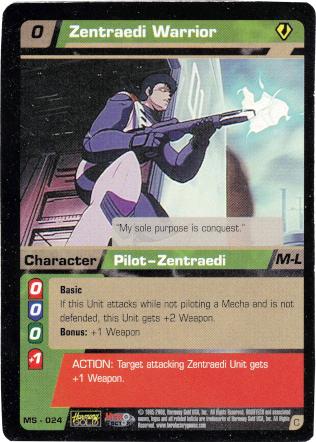 0 Zentraedi Warrior
"My sole purpose is conquest."
Character Pilot-Zentraedi M-L
0 Basic
If this Unit attacks while not piloting a Mecha and is not
0 defended, this Unit gets +2 Weapon.
0 Bonus: +1 Weapon
+1 ACTION: Target attacking Zentraedi Unit gets
+1 Weapon.
MS - 024 Harmony
GOLD
C